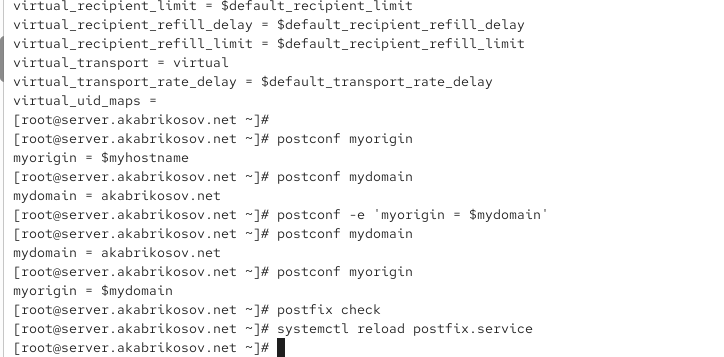 virtual_recipient_limit = $default_recipient_limit
virtual_recipient_refill_delay = $default_recipient_refill_delay
virtual_recipient_refill_limit = $default_recipient_refill_limit
virtual_transport = virtual
virtual_transport_rate_delay = $default_transport_rate_delay
virtual_uid_maps =
[root@server.akabrikosov.net ~]#
[root@server.akabrikosov.net ~]# postconf myorigin
myorigin = $myhostname
[root@server.akabrikosov.net ~]# postconf mydomain
mydomain = akabrikosov.net
[root@server.akabrikosov.net ~]# postconf -e 'myorigin = $mydomain'
[root@server.akabrikosov.net ~]# postconf mydomain
mydomain = akabrikosov.net
[root@server.akabrikosov.net ~]# postconf myorigin
myorigin = $mydomain
[root@server.akabrikosov.net ~]# postfix check
[root@server.akabrikosov.net ~]# systemctl reload postfix.service
[root@server.akabrikosov.net ~]#